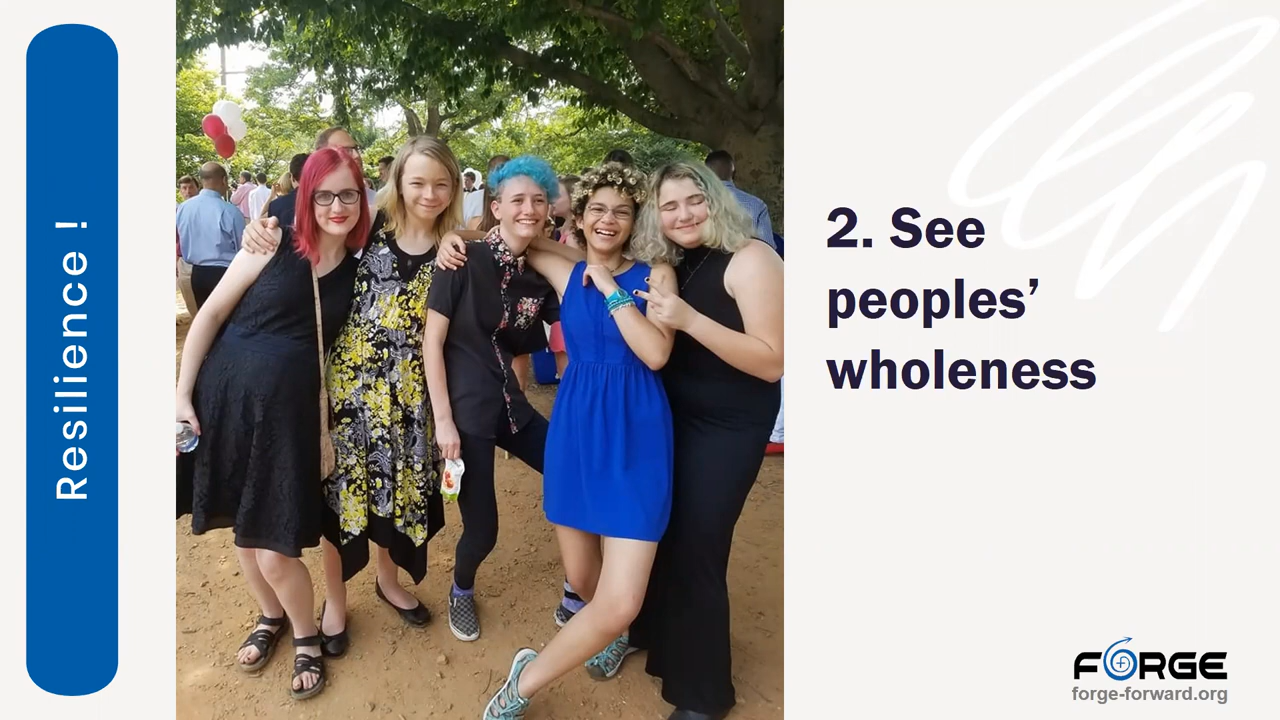 Resilience !
2. See
peoples’
wholeness
FORGE
forge-forward.org